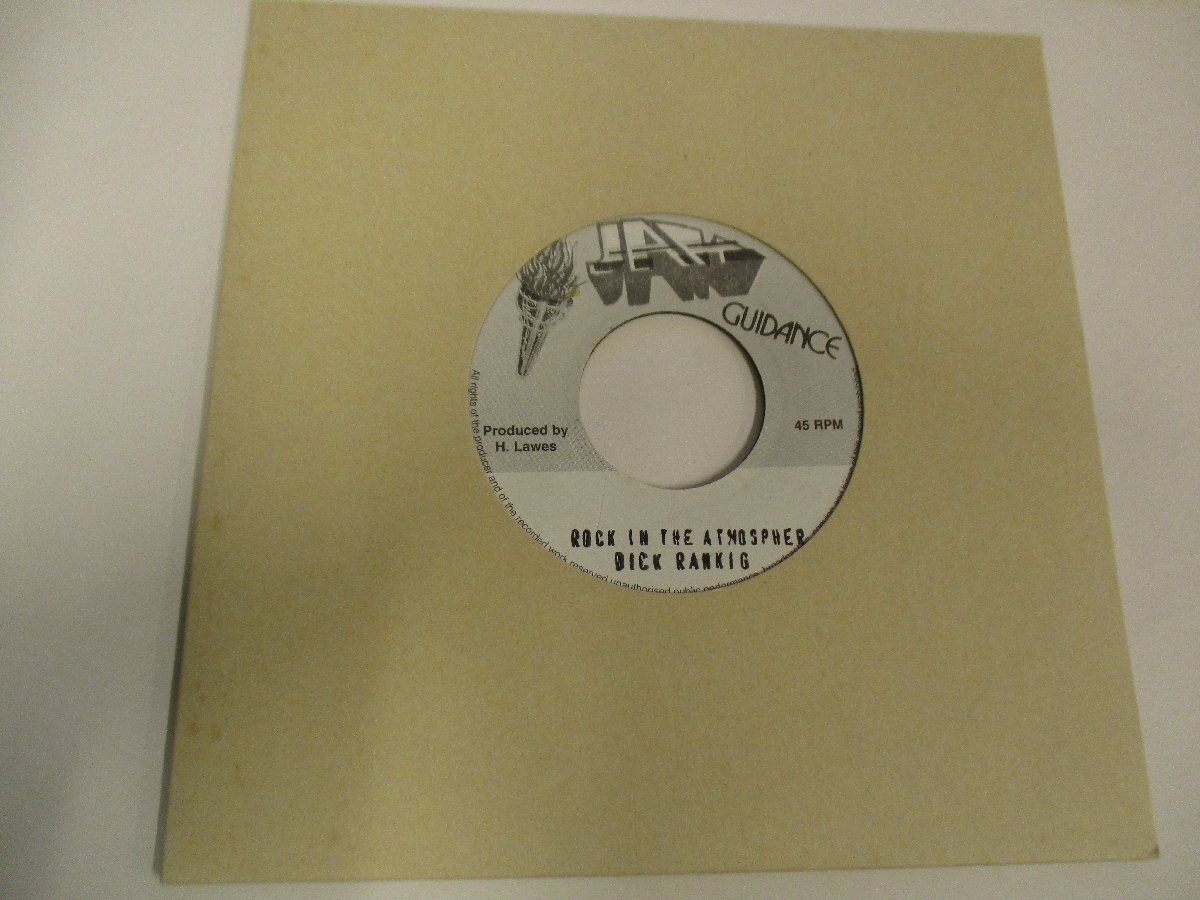 JAH
GUIDANCE
Produced by
H. Lawes
45 RPM
ROCK IN THE ATMOSPHER
DICK RANKIG
All rights of the producer and of the recorded work reserved unauthorised public performance,